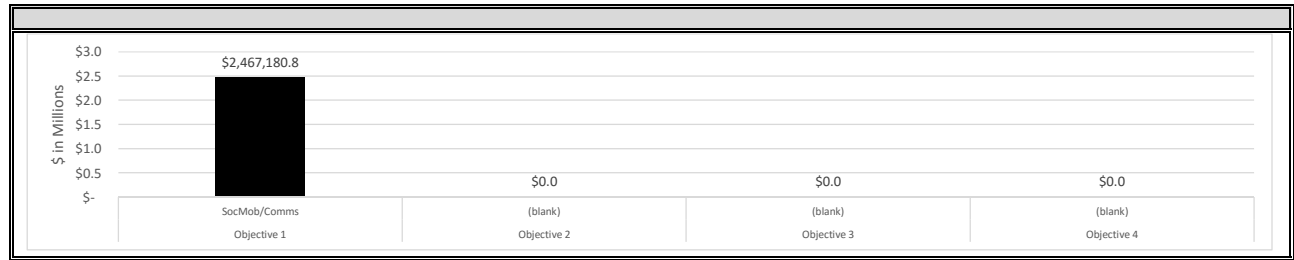 $3.0
$2.5
$2.0
$1.5
$1.0
$0.5
$-
$ in Millions
$2,467,180.8
$0.0
$0.0
$0.0
SocMob/Comms
(blank)
(blank)
(blank)
Objective 1
Objective 2
Objective 3
Objective 4